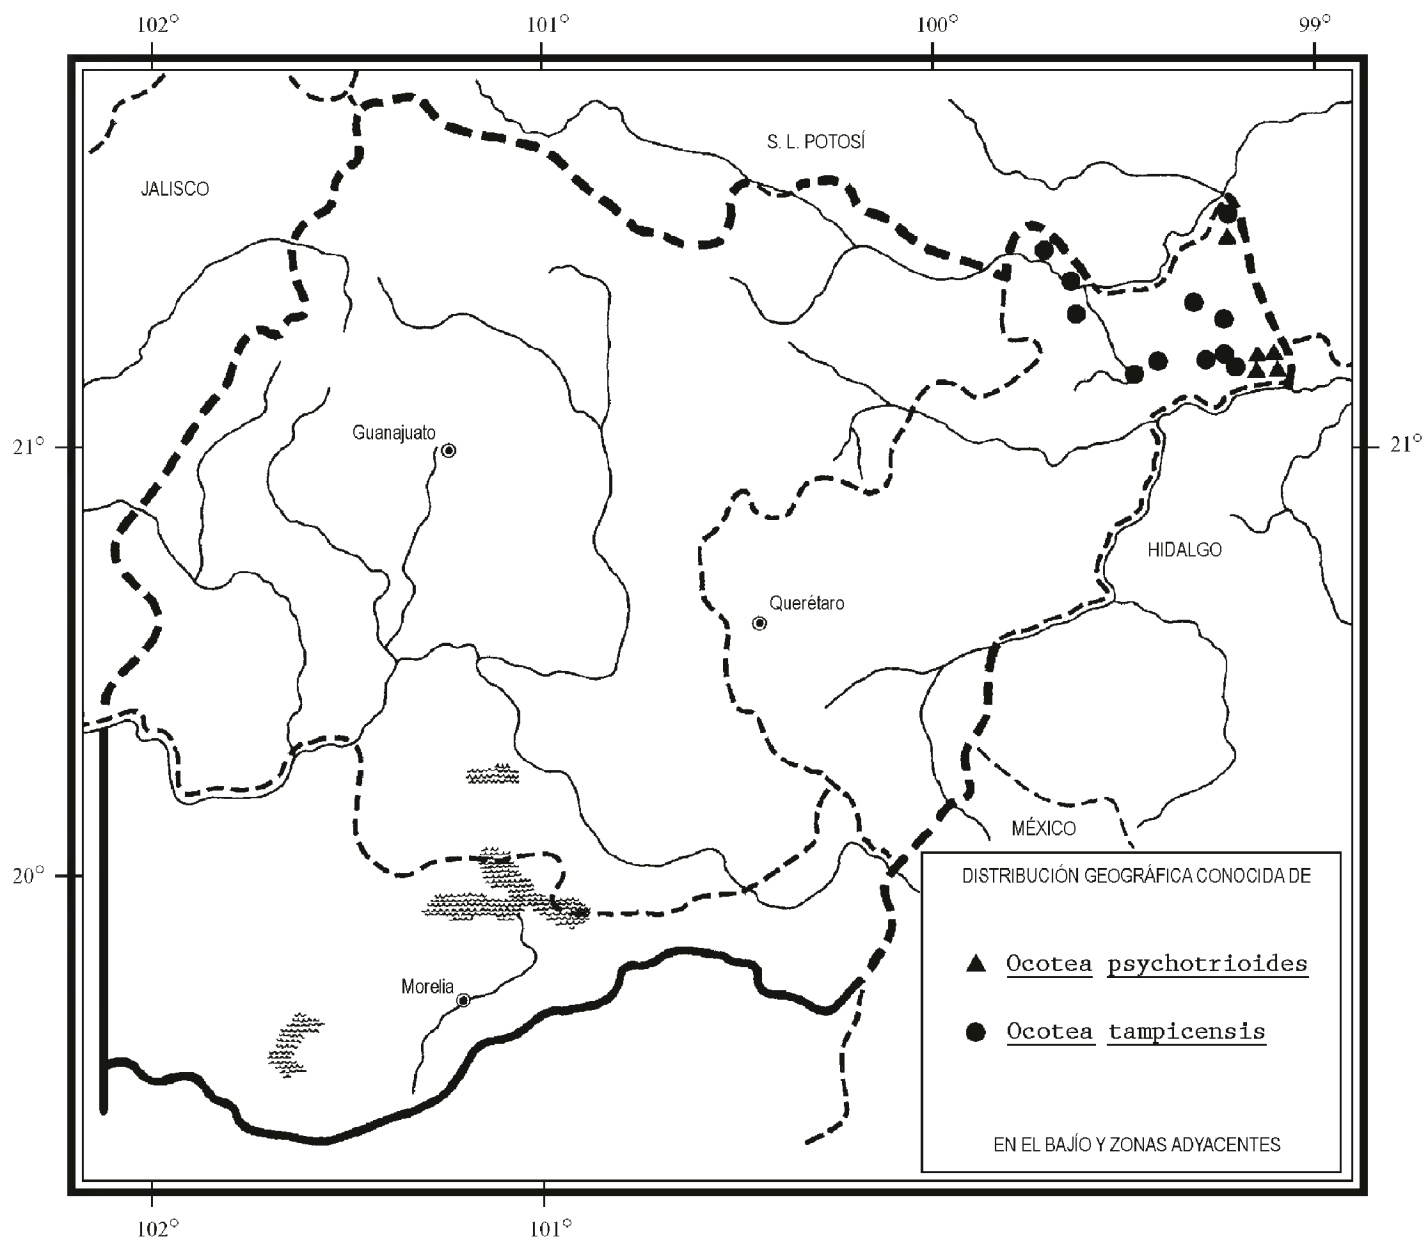 102° 101° 100° 99°
S. L. POTOSÍ
JALISCO
Guanajuato
21° 21°
HIDALGO
Querétaro
MÉXICO
20°
DISTRIBUCIÓN GEOGRÁFICA CONOCIDA DE
Ocotea psychotrioides
Morelia
Ocotea tampicensis
EN EL BAJÍO Y ZONAS ADYACENTES
102° 101°